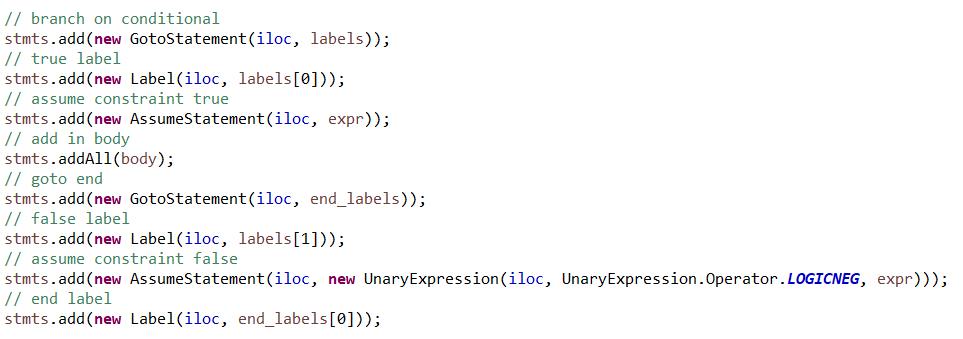 // branch on conditional
stmts.add(new GotoStatement(iloc, labels));
// true label
stmts.add(new Label(iloc, labels[0]));
// assume constraint true
stmts.add(new AssumeStatement(iloc, expr));
// add in body
stmts.addAll(body);
// goto end
stmts.add(new GotoStatement(iloc, end_labels));
// false label
stmts.add(new Label(iloc, labels[1]));
// assume constraint false
stmts.add(new AssumeStatement(iloc, new UnaryExpression(iloc, UnaryExpression.Operator.LOGICNEG, expr)));
// end label
stmts.add(new Label(iloc, end_labels[0]));